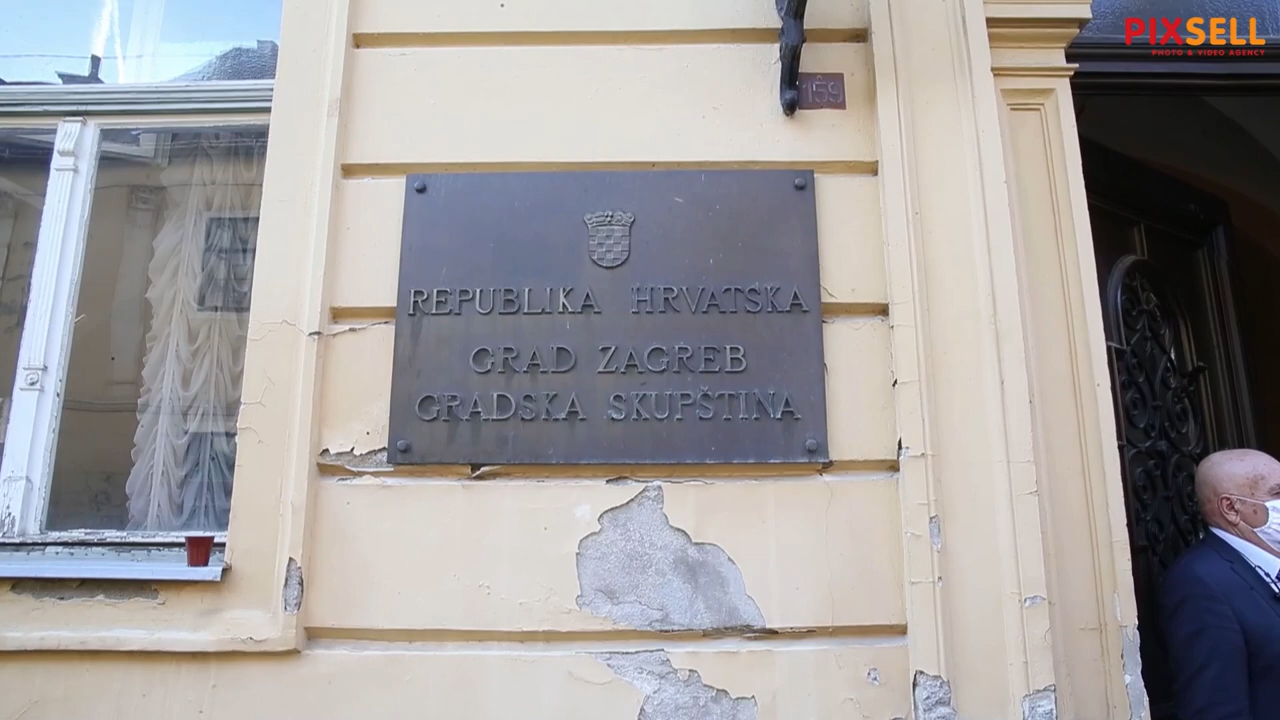 PIXSELL
PHOTO & VIDEO AGENCY
159
REPUBLIKA HRVATSKA
GRAD ZAGREB
GRADSKA SKUPŠTINA